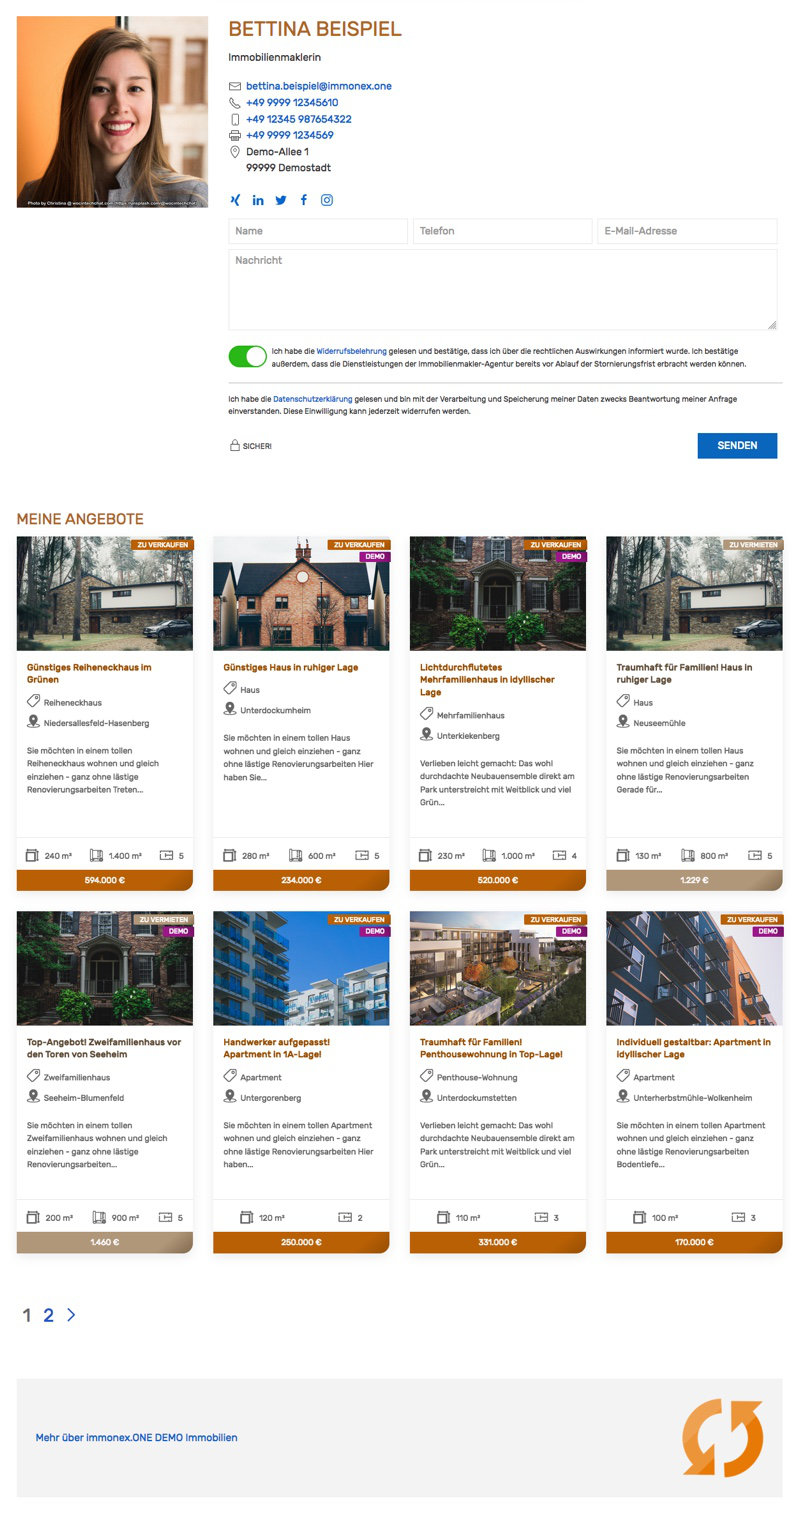 BETTINA BEISPIEL
Immobilienmaklerin
bettina.beispiel@immonex.one
+49 9999 12345610
+49 12345 987654322
+49 9999 1234569
Demo-Allee 1
99999 Demostadt
Photo by Christina @ wocintechchat.com
Name
Telefon
E-Mail-Adresse
Nachricht
Ich habe die Widerrufsbelehrung gelesen und bestätige, dass ich über die rechtlichen Auswirkungen informiert wurde. Ich bestätige
außerdem, dass die Dienstleistungen der Immobilienmakler-Agentur bereits vor Ablauf der Stornierungsfrist erbracht werden können.
Ich habe die Datenschutzerklärung gelesen und bin mit der Verarbeitung und Speicherung meiner Daten zwecks Beantwortung meiner Anfrage
einverstanden. Diese Einwilligung kann jederzeit widerrufen werden.
SICHER!
SENDEN
MEINE ANGEBOTE
ZU VERKAUFEN
Günstiges Reiheneckhaus im
Grünen
Reiheneckhaus
Niedersallesfeld-Hasenberg
Sie möchten in einem tollen
Reiheneckhaus wohnen und gleich
einziehen - ganz ohne lästige
Renovierungsarbeiten Treten...
240 m² 1.400 m² 5
594.000 €
ZU VERKAUFEN
DEMO
Günstiges Haus in ruhiger Lage
Haus
Unterdockumheim
Sie möchten in einem tollen Haus
wohnen und gleich einziehen - ganz
ohne lästige Renovierungsarbeiten Hier
haben Sie...
280 m² 600 m² 5
234.000 €
ZU VERKAUFEN
DEMO
Lichtdurchflutetes
Mehrfamilienhaus in idyllischer
Lage
Mehrfamilienhaus
Unterkiekenberg
Verlieben leicht gemacht: Das wohl
durchdachte Neubauensemble direkt am
Park unterstreicht mit Weitblick und viel
Grün...
230 m² 1.000 m² 4
520.000 €
ZU VERMIETEN
Traumhaft für Familien! Haus in
ruhiger Lage
Haus
Neuseemühle
Sie möchten in einem tollen Haus
wohnen und gleich einziehen - ganz
ohne lästige Renovierungsarbeiten
Gerade für...
130 m² 800 m² 5
1.229 €
ZU VERMIETEN
DEMO
Top-Angebot! Zweifamilienhaus vor
den Toren von Seeheim
Zweifamilienhaus
Seeheim-Blumenfeld
Sie möchten in einem tollen
Zweifamilienhaus wohnen und gleich
einziehen - ganz ohne lästige
Renovierungsarbeiten...
200 m² 900 m² 5
1.460 €
ZU VERKAUFEN
DEMO
Handwerker aufgepasst!
Apartment in 1A-Lage!
Apartment
Untergorenberg
Sie möchten in einem tollen Apartment
wohnen und gleich einziehen - ganz
ohne lästige Renovierungsarbeiten Hier
haben...
120 m² 2
250.000 €
ZU VERKAUFEN
DEMO
Traumhaft für Familien!
Penthousewohnung in Top-Lage!
Penthouse-Wohnung
Unterdockumstetten
Verlieben leicht gemacht: Das wohl
durchdachte Neubauensemble direkt am
Park unterstreicht mit Weitblick und viel
Grün...
110 m² 3
331.000 €
ZU VERKAUFEN
DEMO
Individuell gestaltbar: Apartment in
idyllischer Lage
Apartment
Unterherbstmühle-Wolkenheim
Sie möchten in einem tollen Apartment
wohnen und gleich einziehen - ganz
ohne lästige Renovierungsarbeiten
Bodentiefe...
100 m² 3
170.000 €
1 2
Mehr über immonex.ONE DEMO Immobilien